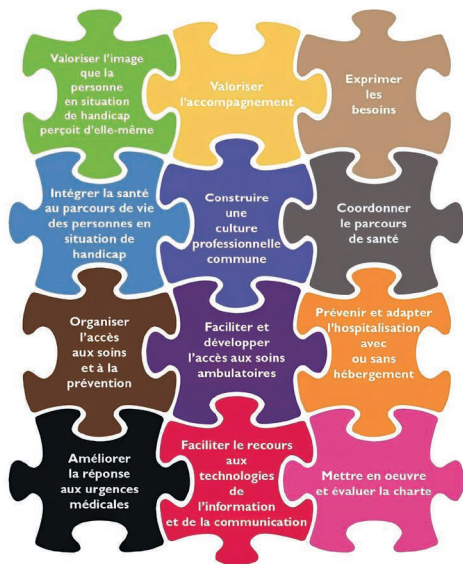 Valoriser l'image
que la
personne
en situation
de handicap
perçoit d'elle-même
Valoriser
l'accompagnement
Exprimer
les
besoins
Intégrer la santé
au parcours de vie
des personnes en
situation de
handicap
Construire
une
culture
professionnelle
commune
Coordonner
le parcours
de santé
Organiser
l'accès
aux soins
et à la
prévention
Faciliter et
développer
l'accès aux soins
ambulatoires
Prévenir et adapter
l'hospitalisation
avec
ou sans
hébergement
Améliorer
la réponse
aux urgences
médicales
Faciliter le recours
aux
technologies
de
l'information
et de la communication
Mettre en oeuvre
et évaluer la charte